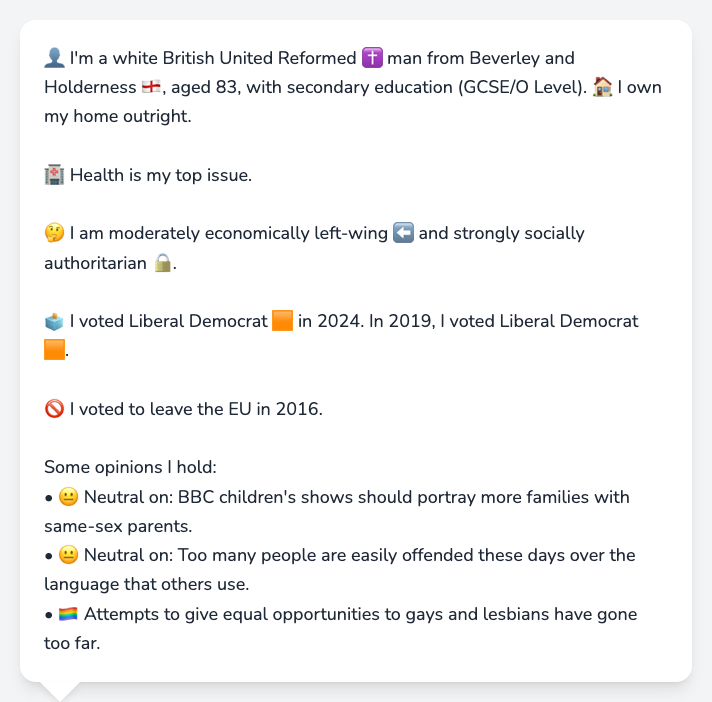 👤 I'm a white British United Reformed ✝️ man from Beverley and
Holderness 🏴󠁧󠁢󠁥󠁮󠁧󠁿, aged 83, with secondary education (GCSE/O Level). 🏠 I own
my home outright.
🏥 Health is my top issue.
🤔 I am moderately economically left-wing ⬅️ and strongly socially
authoritarian 🔒.
🗳️ I voted Liberal Democrat 🟧 in 2024. In 2019, I voted Liberal Democrat
🟧.
🚫 I voted to leave the EU in 2016.
Some opinions I hold:
• 😐 Neutral on: BBC children's shows should portray more families with
same-sex parents.
• 😐 Neutral on: Too many people are easily offended these days over the
language that others use.
• 🏳️‍🌈 Attempts to give equal opportunities to gays and lesbians have gone
too far.